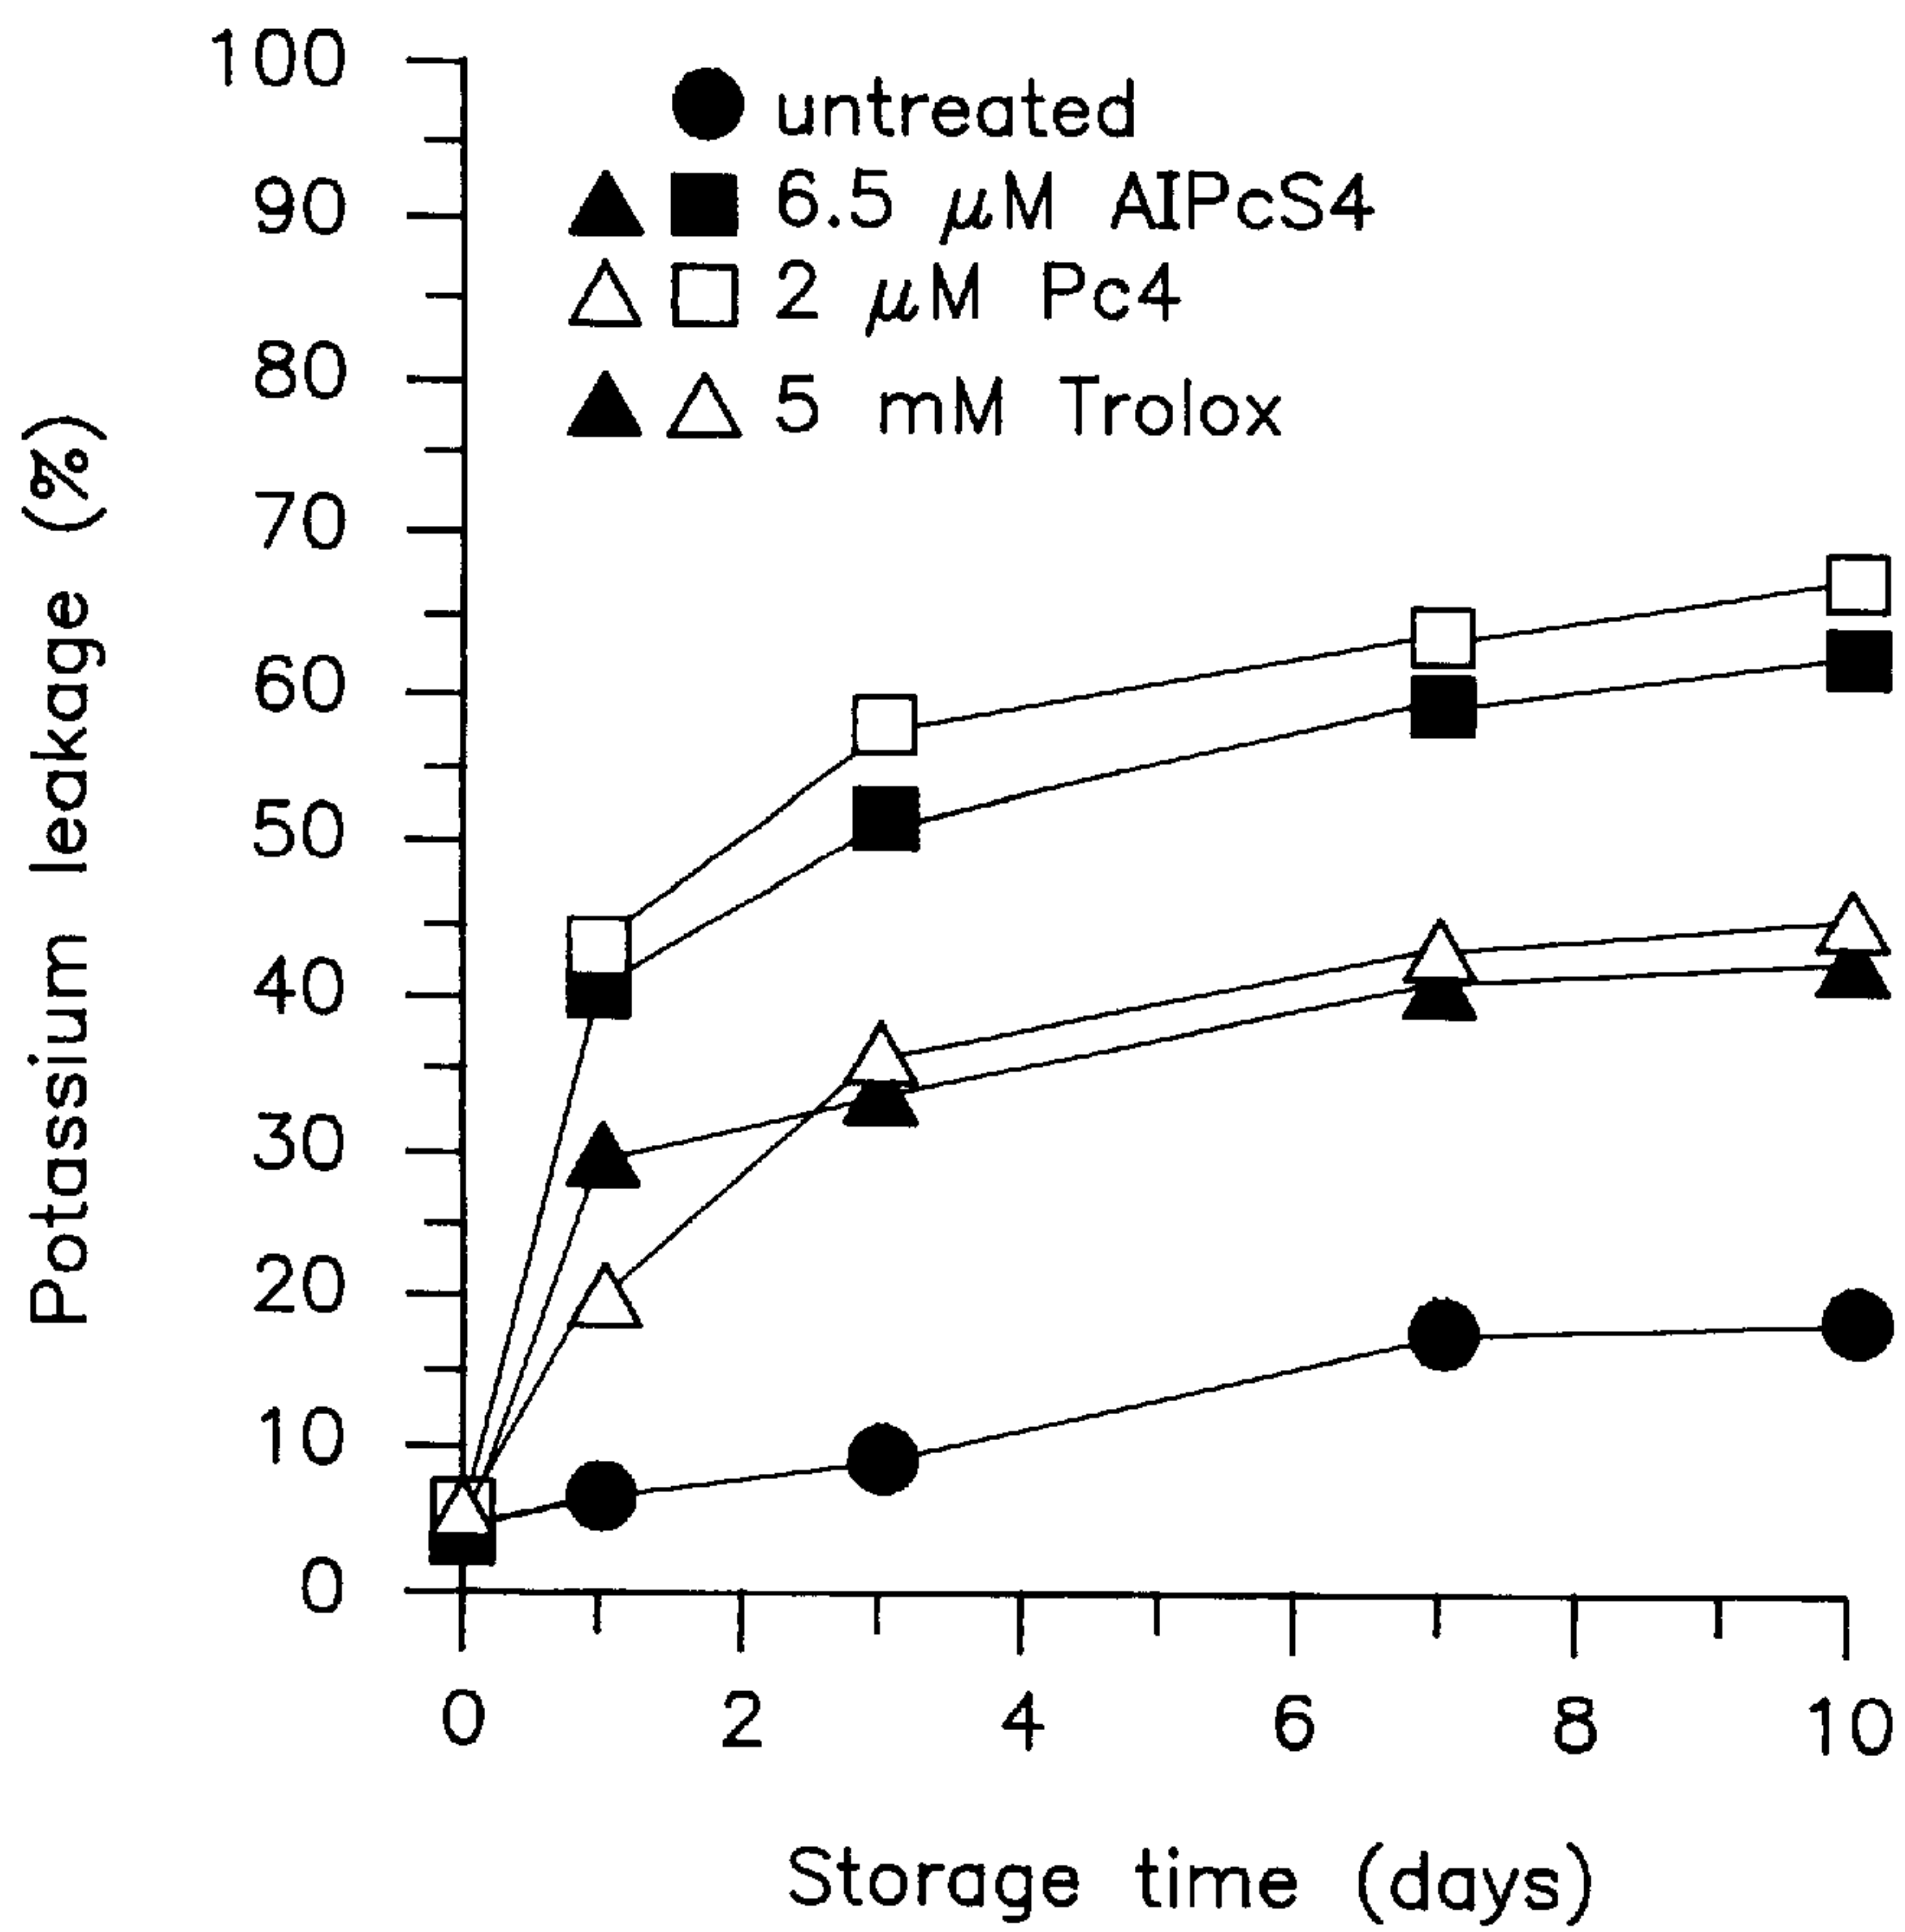 100
90
80
70
60
50
40
30
20
10
0
Potassium leakage (%)
untreated
6.5 μM AlPcS4
2 μM Pc4
5 mM Trolox
0 2 4 6 8 10
Storage time (days)